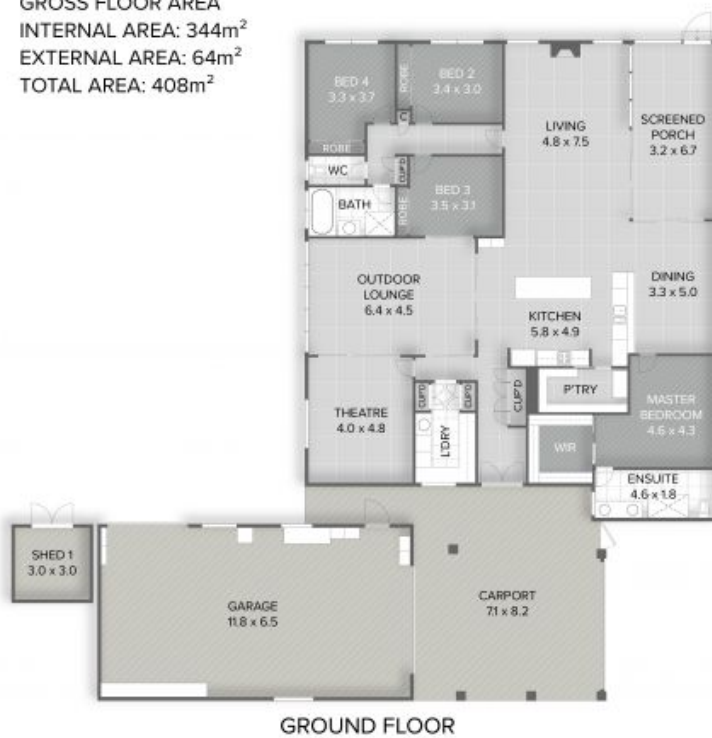 GROSS FLOOR AREA
INTERNAL AREA: 344m²
EXTERNAL AREA: 64m²
TOTAL AREA: 408m²
BED 4
3.3 x 3.7
ROBE
BED 2
3.4 x 3.0
C
ROBE
LIVING
4.8 x 7.5
SCREENED
PORCH
3.2 x 6.7
WC
CUP'D
BATH
ROBE
BED 3
3.5 x 3.1
OUTDOOR
LOUNGE
6.4 x 4.5
DINING
3.3 x 5.0
KITCHEN
5.8 x 4.9
THEATRE
4.0 x 4.8
CUP'D
CUP'D
L'DRY
CUP'D
P'TRY
MASTER
BEDROOM
4.6 x 4.3
WIR
ENSUITE
4.6 x 1.8
SHED 1
3.0 x 3.0
GARAGE
11.8 x 6.5
CARPORT
7.1 x 8.2
GROUND FLOOR